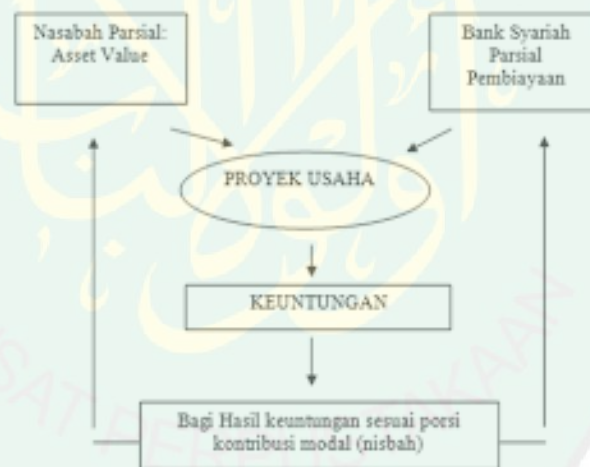 Nasabah Parsial:
Asset Value
Bank Syariah
Parsial
Pembiayaan
PROYEK USAHA
KEUNTUNGAN
Bagi Hasil keuntungan sesuai porsi
kontribusi modal (nisbah)